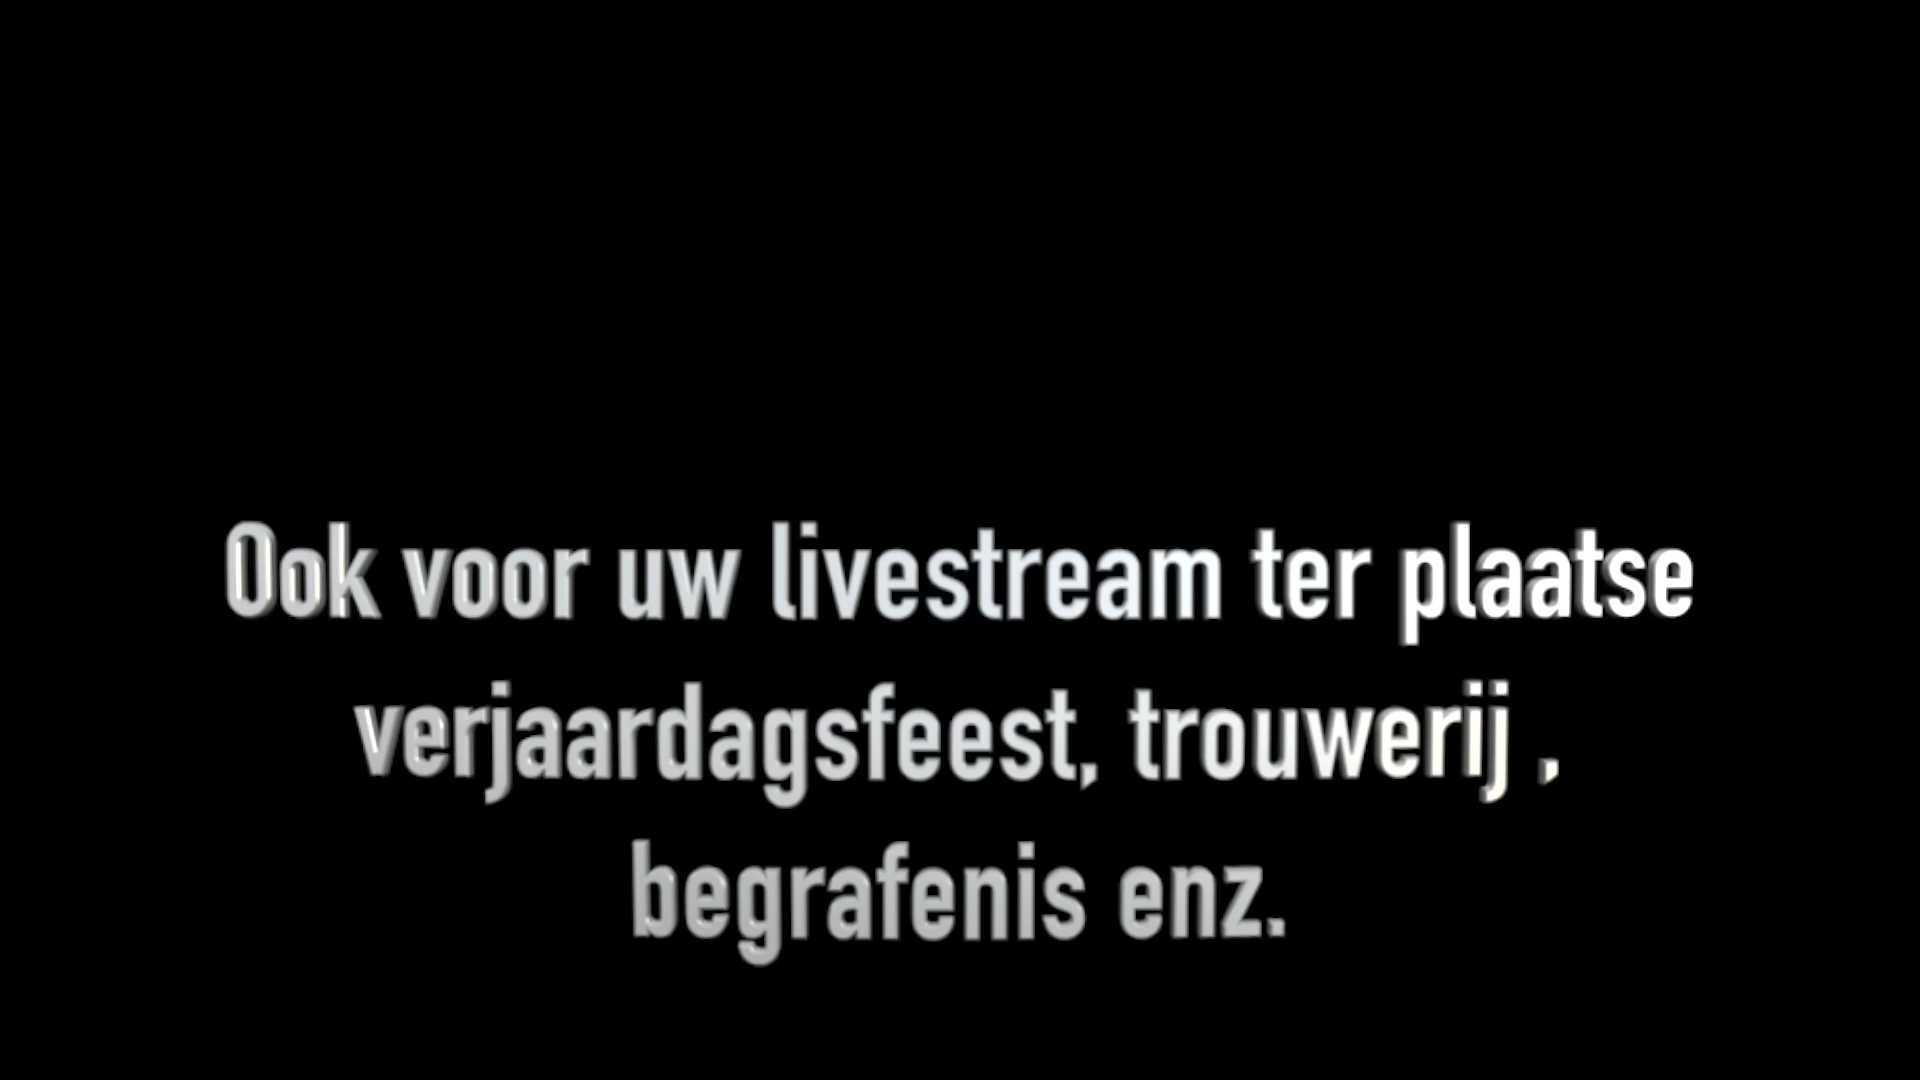 Ook voor uw livestream ter plaatse
verjaardagsfeest, trouwerij ,
begrafenis enz.